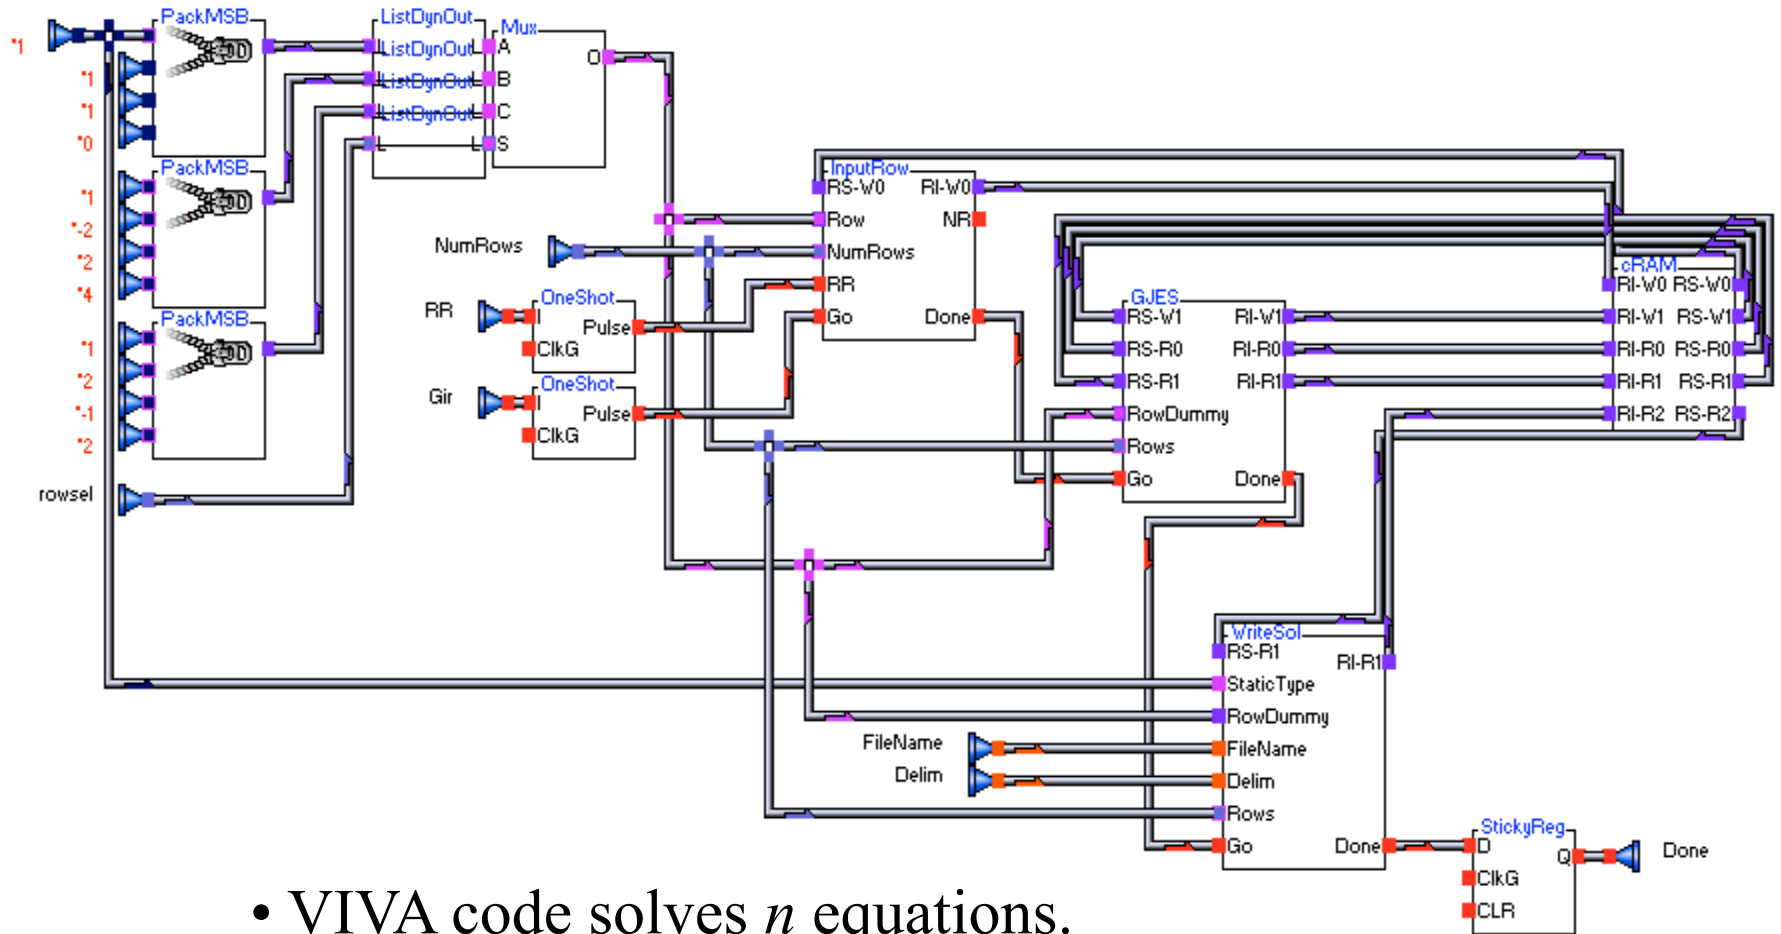 PackMSB
ListDynOut
Mux
*1
ListDynOut
A
O
*1
ListDynOut
B
*1
ListDynOut
C
*0
L
L
S
PackMSB
InputRow
*1
RS-W0
RI-W0
*-2
Row
NR
*2
NumRows
NumRows
*4
RR
PackMSB
RR
OneShot
I
Pulse
ClkG
Go
Done
*1
*2
*-1
*2
Gir
OneShot
I
Pulse
ClkG
rowsel
GJES
RS-W1
RI-W1
RS-R0
RI-R0
RS-R1
RI-R1
RowDummy
Rows
Go
Done
cRAM
RI-W0
RS-W0
RI-W1
RS-W1
RI-R0
RS-R0
RI-R1
RS-R1
RI-R2
RS-R2
WriteSol
RS-R1
RI-R1
StaticType
RowDummy
FileName
FileName
Delim
Delim
Rows
Go
Done
StickyReg
D
Q
Done
ClkG
CLR
• VIVA code solves n equations.